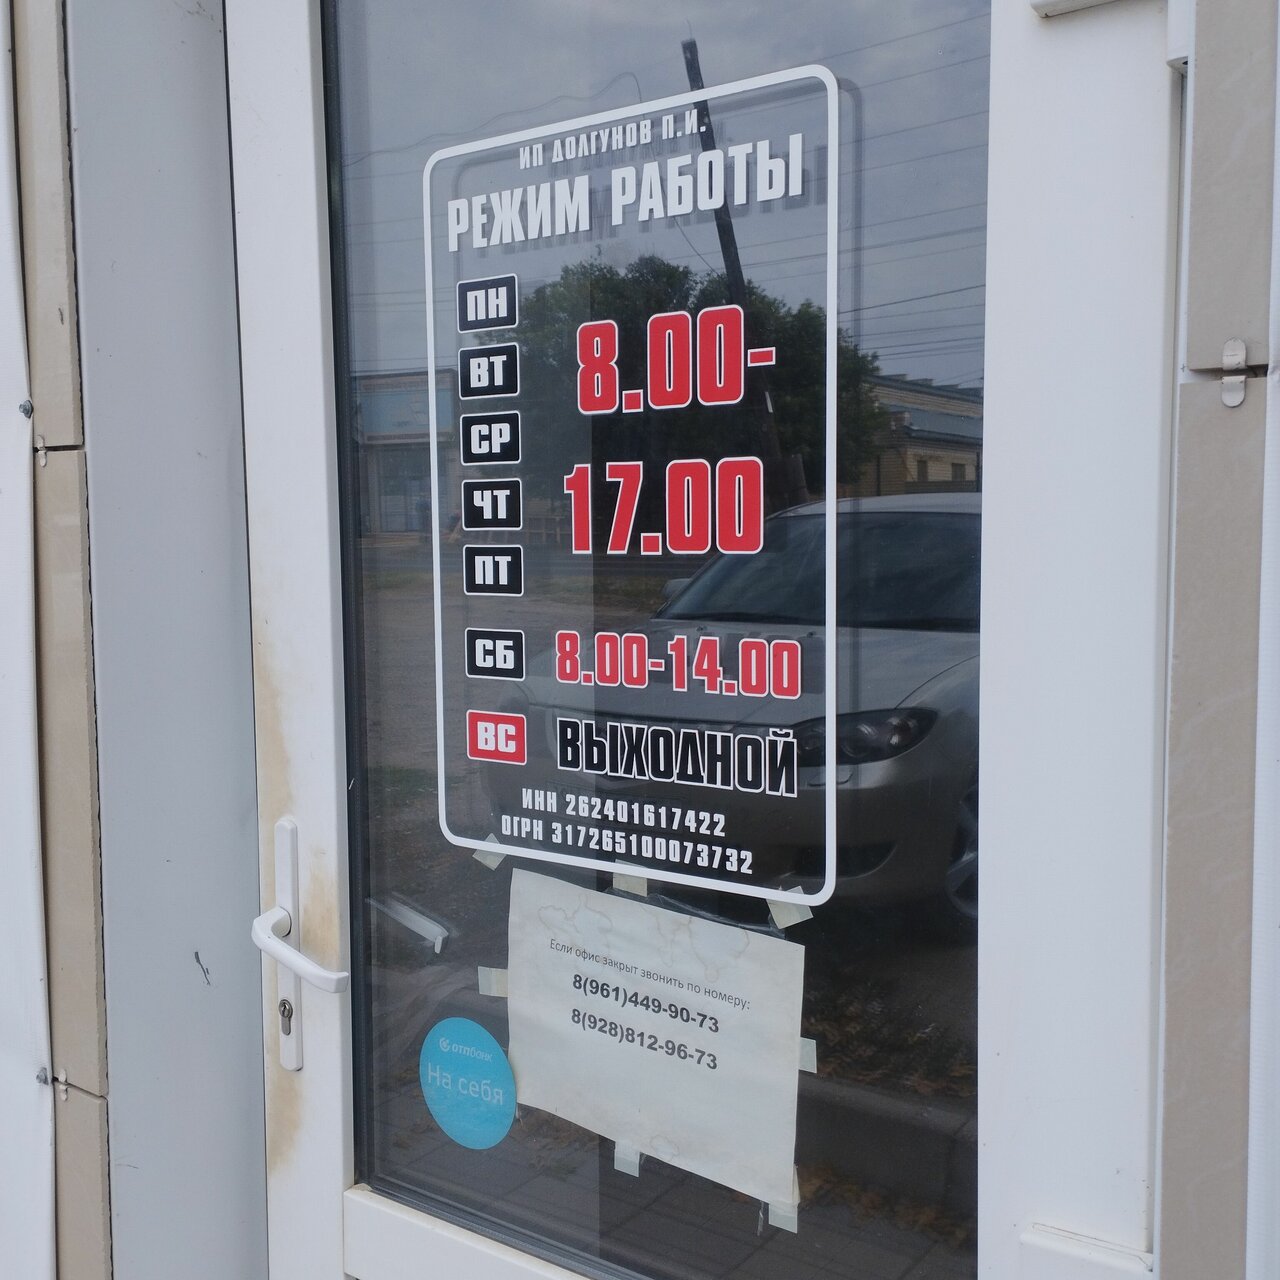 ИП ДОЛГУНОВ П.И.
РЕЖИМ РАБОТЫ
ПН
ВТ
СР
ЧТ
ПТ
8.00-
17.00
СБ 8.00-14.00
ВС ВЫХОДНОЙ
ИНН 262401617422
ОГРН 317265100073732
Если офис закрыт звонить по номеру:
8(961)449-90-73
8(928)812-96-73
отпбанк
На себя